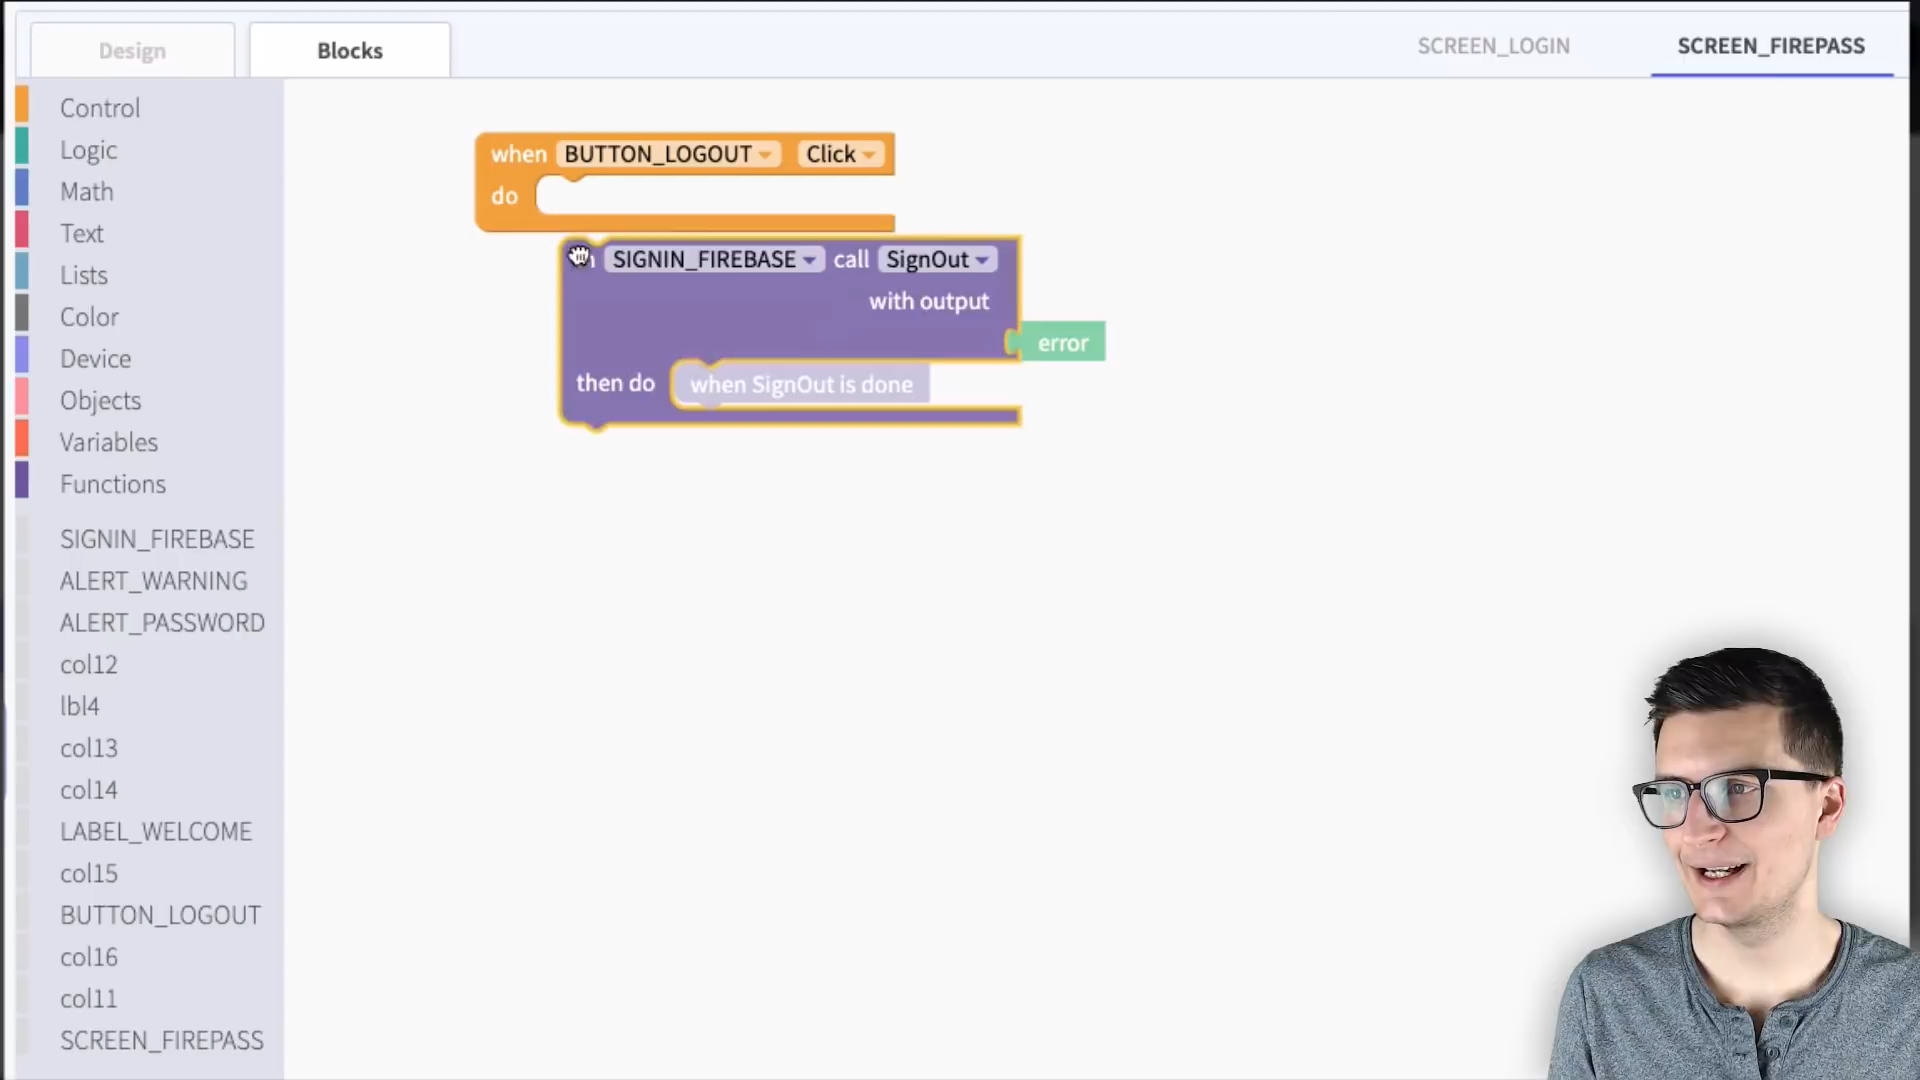 Design
Blocks
SCREEN_LOGIN
SCREEN_FIREPASS
Control
Logic
Math
Text
Lists
Color
Device
Objects
Variables
Functions
SIGNIN_FIREBASE
ALERT_WARNING
ALERT_PASSWORD
col12
lbl4
col13
col14
LABEL_WELCOME
col15
BUTTON_LOGOUT
col16
col11
SCREEN_FIREPASS
when BUTTON_LOGOUT Click
do
SIGNIN_FIREBASE call SignOut
with output
error
then do when SignOut is done